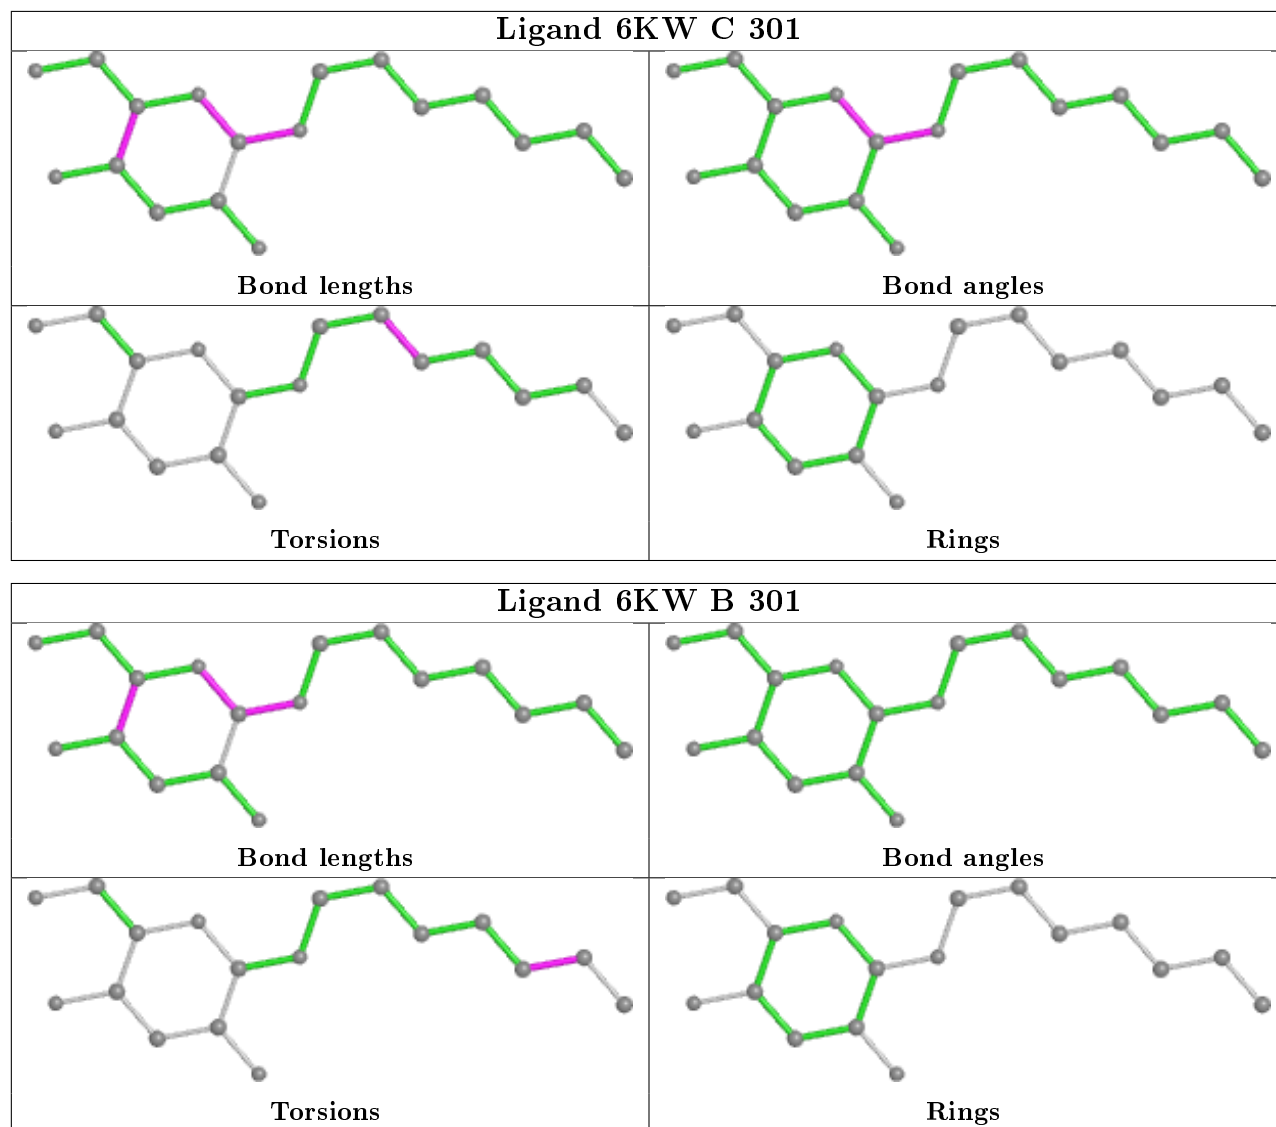 Ligand 6KW C 301
Bond lengths
Bond angles
Torsions
Rings
Ligand 6KW B 301
Bond lengths
Bond angles
Torsions
Rings